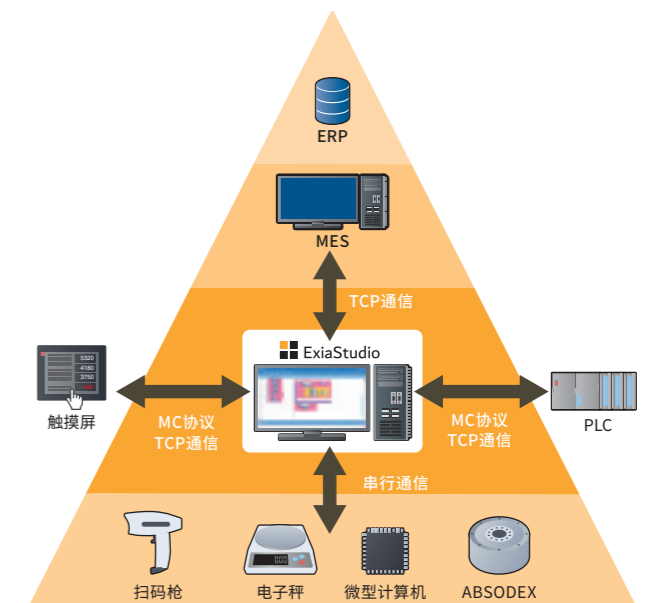 ERP
MES
TCP通信
ExiaStudio
5320
4180
3750
触摸屏
MC协议
TCP通信
MC协议
TCP通信
PLC
串行通信
0.00
扫码枪
电子秤
微型计算机
ABSODEX